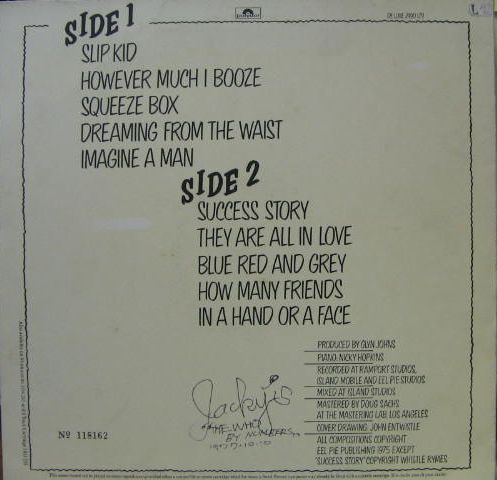 SIDE 1
SLIP KID
HOWEVER MUCH I BOOZE
SQUEEZE BOX
DREAMING FROM THE WAIST
IMAGINE A MAN
SIDE 2
SUCCESS STORY
THEY ARE ALL IN LOVE
BLUE RED AND GREY
HOW MANY FRIENDS
IN A HAND OR A FACE
PRODUCED BY GLYN JOHNS
PIANO: NICKY HOPKINS
RECORDED AT RAMPORT STUDIOS,
ISLAND MOBILE AND EEL PIE STUDIOS
MIXED AT ISLAND STUDIOS
MASTERED BY DOUG SACHS
AT THE MASTERING LAB, LOS ANGELES
COVER DRAWING: JOHN ENTWISTLE
ALL COMPOSITIONS COPYRIGHT
EEL PIE PUBLISHING 1975 EXCEPT
'SUCCESS STORY' COPYRIGHT WHISTLE RYMES
Jacky's
"THE WHO
BY NUMBERS"
Nº 118162